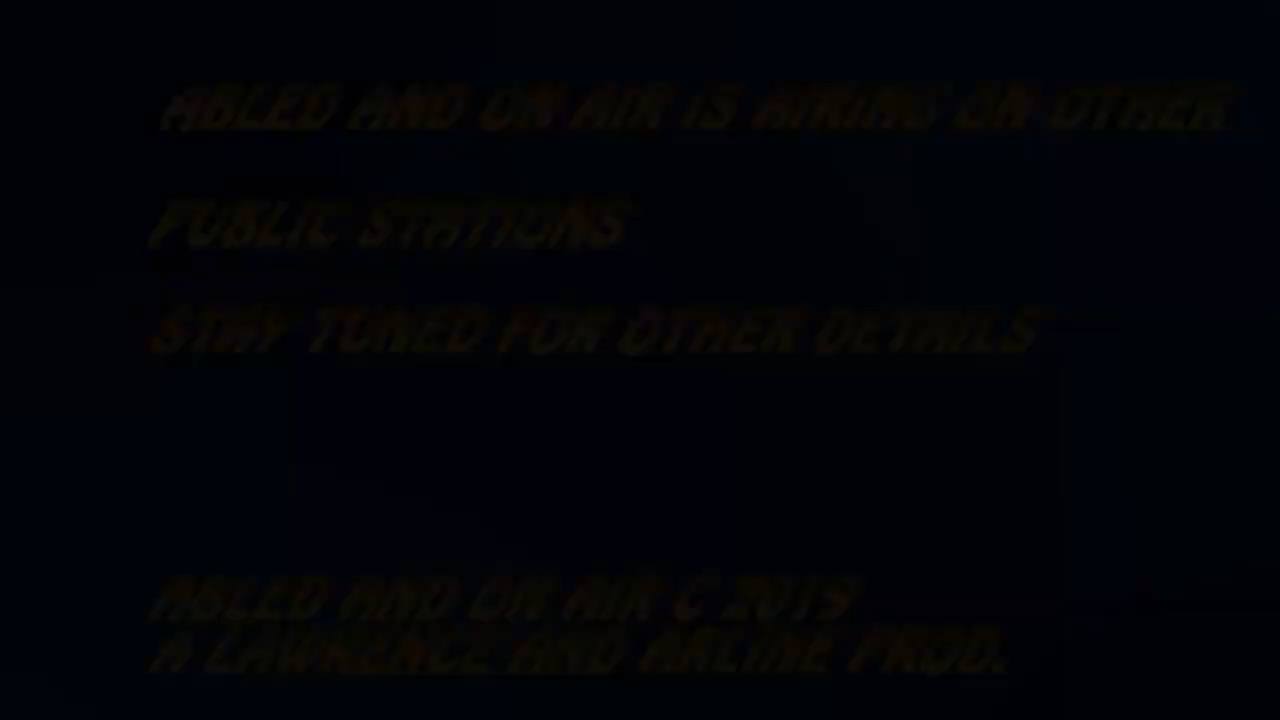 ABLED AND ON AIR IS AIRING ON OTHER
PUBLIC STATIONS
STAY TUNED FOR OTHER DETAILS
ABLED AND ON AIR C 2019
A LAWRENCE AND ARLINE PROD.